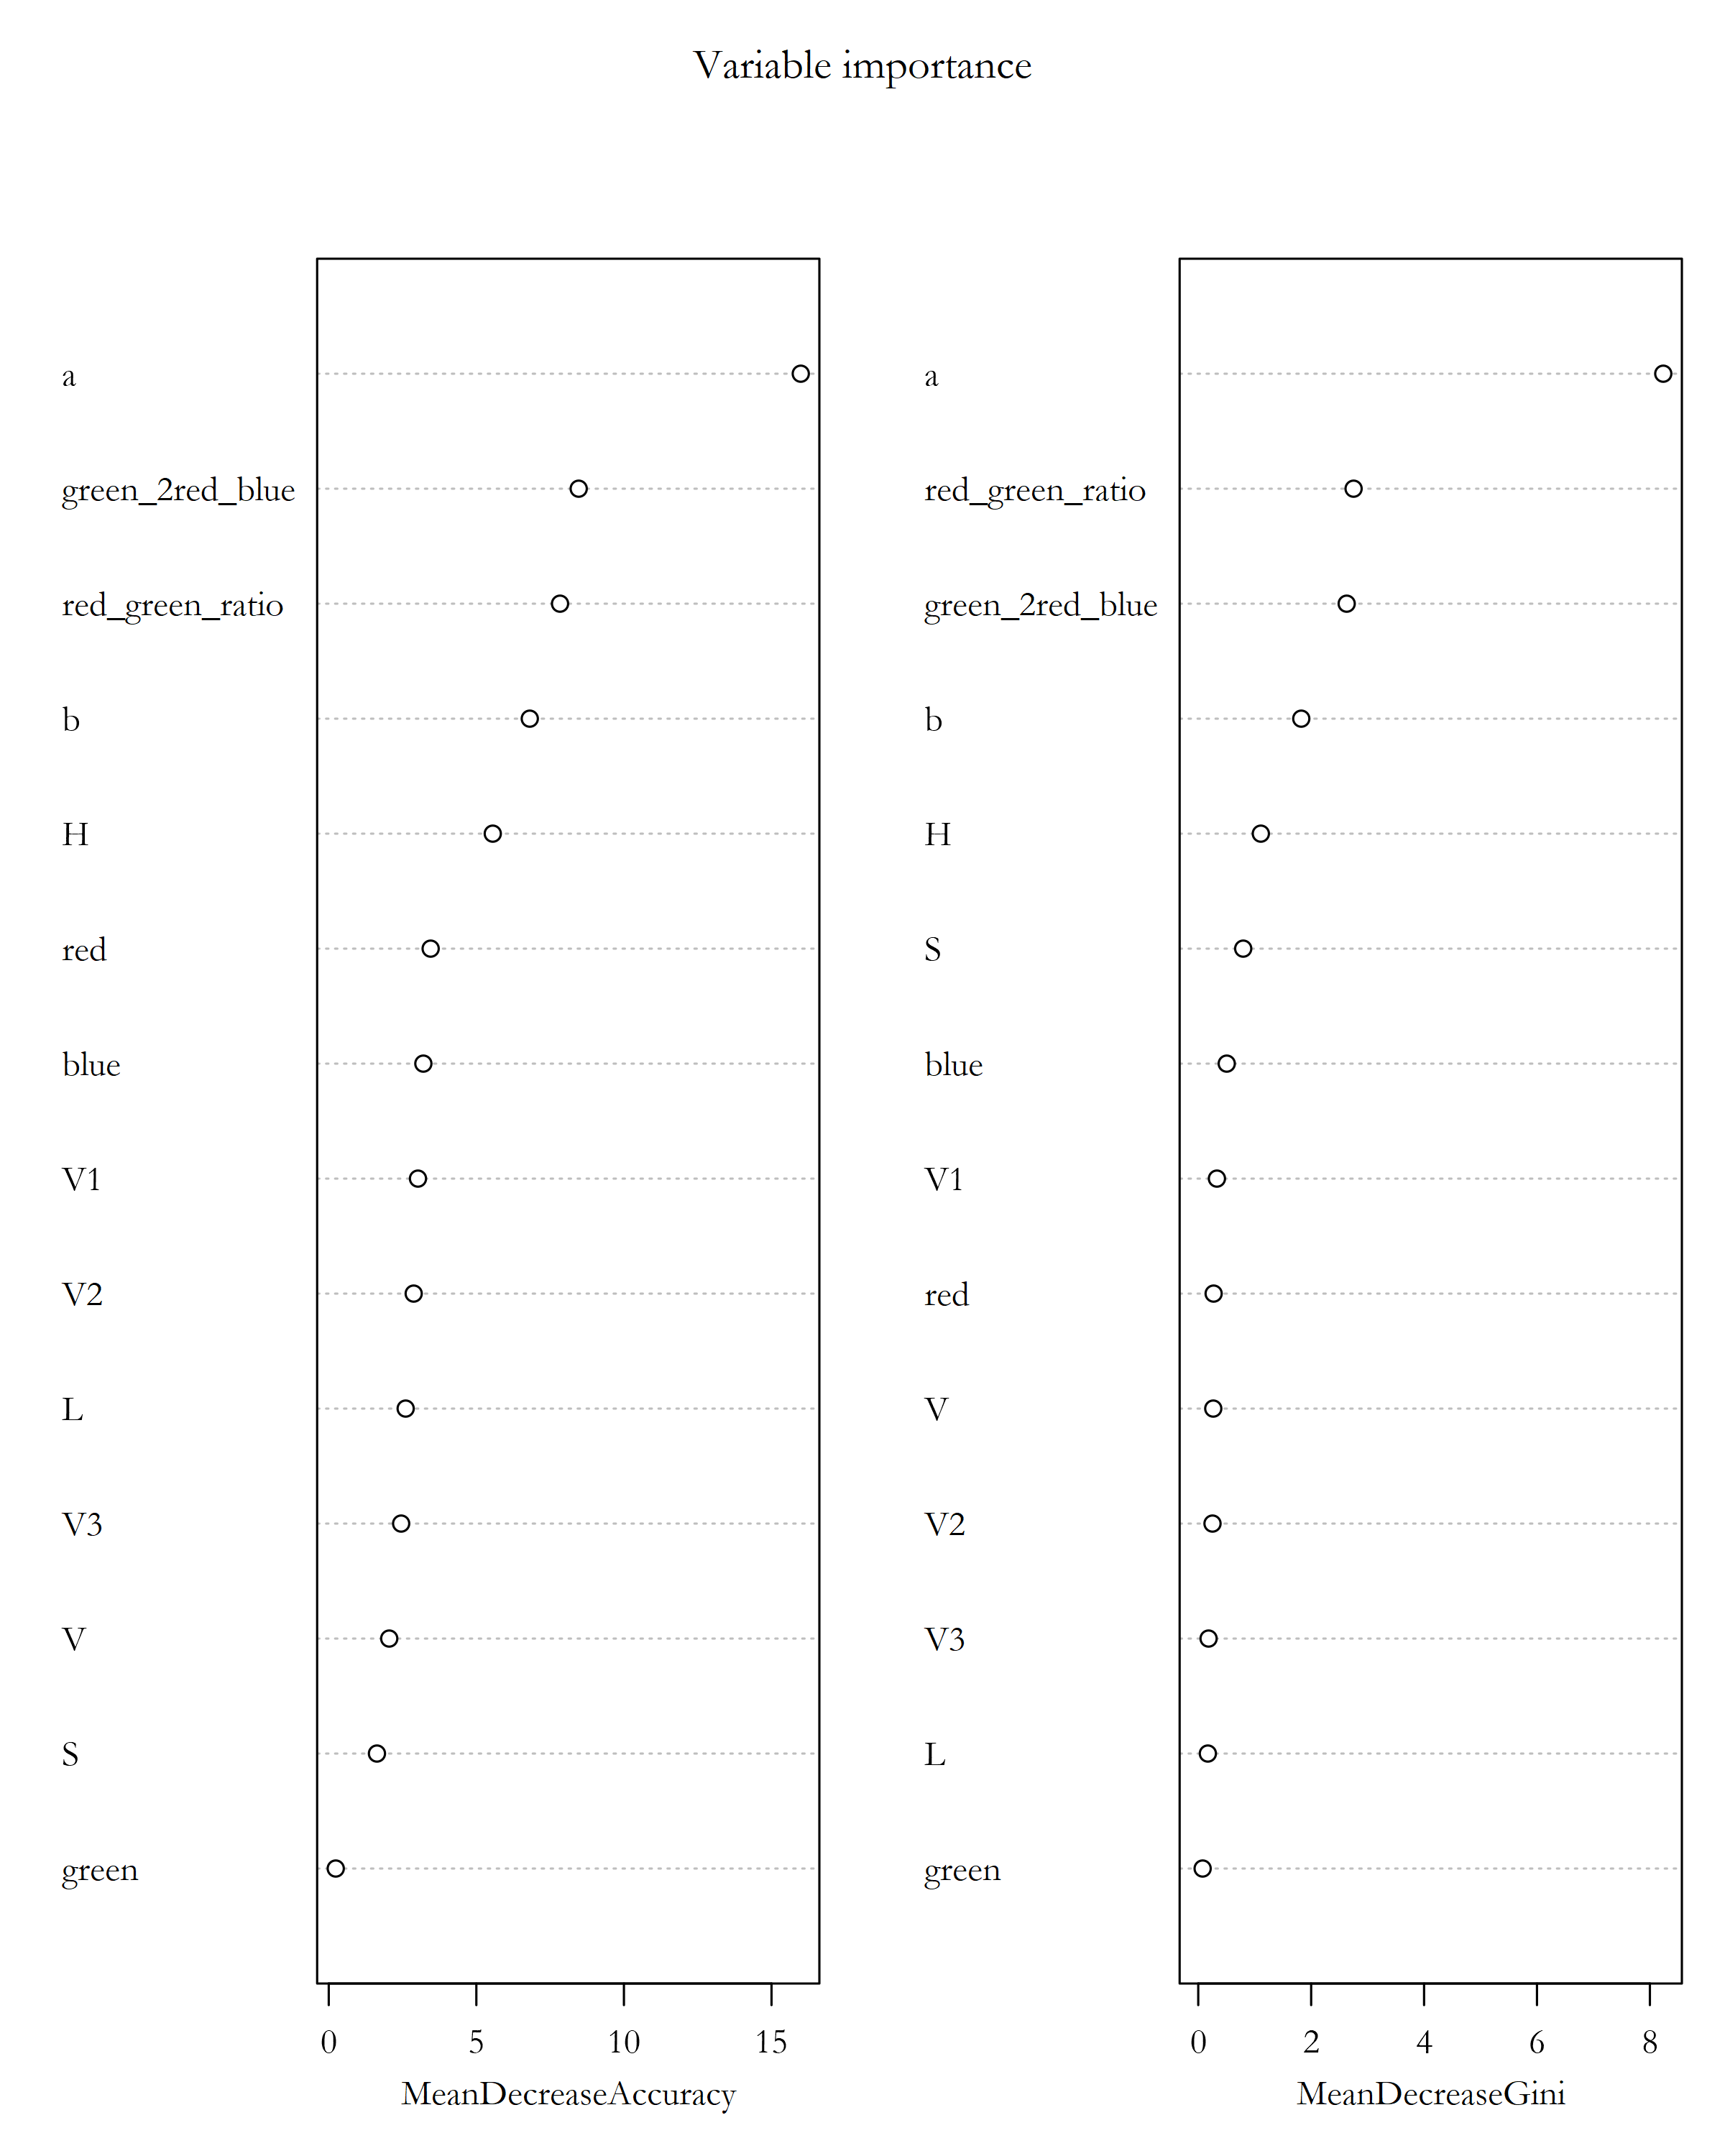 Variable importance
a
green_2red_blue
red_green_ratio
b
H
red
blue
V1
V2
L
V3
V
S
green
0 5 10 15
MeanDecreaseAccuracy
a
red_green_ratio
green_2red_blue
b
H
S
blue
V1
red
V
V2
V3
L
green
0 2 4 6 8
MeanDecreaseGini